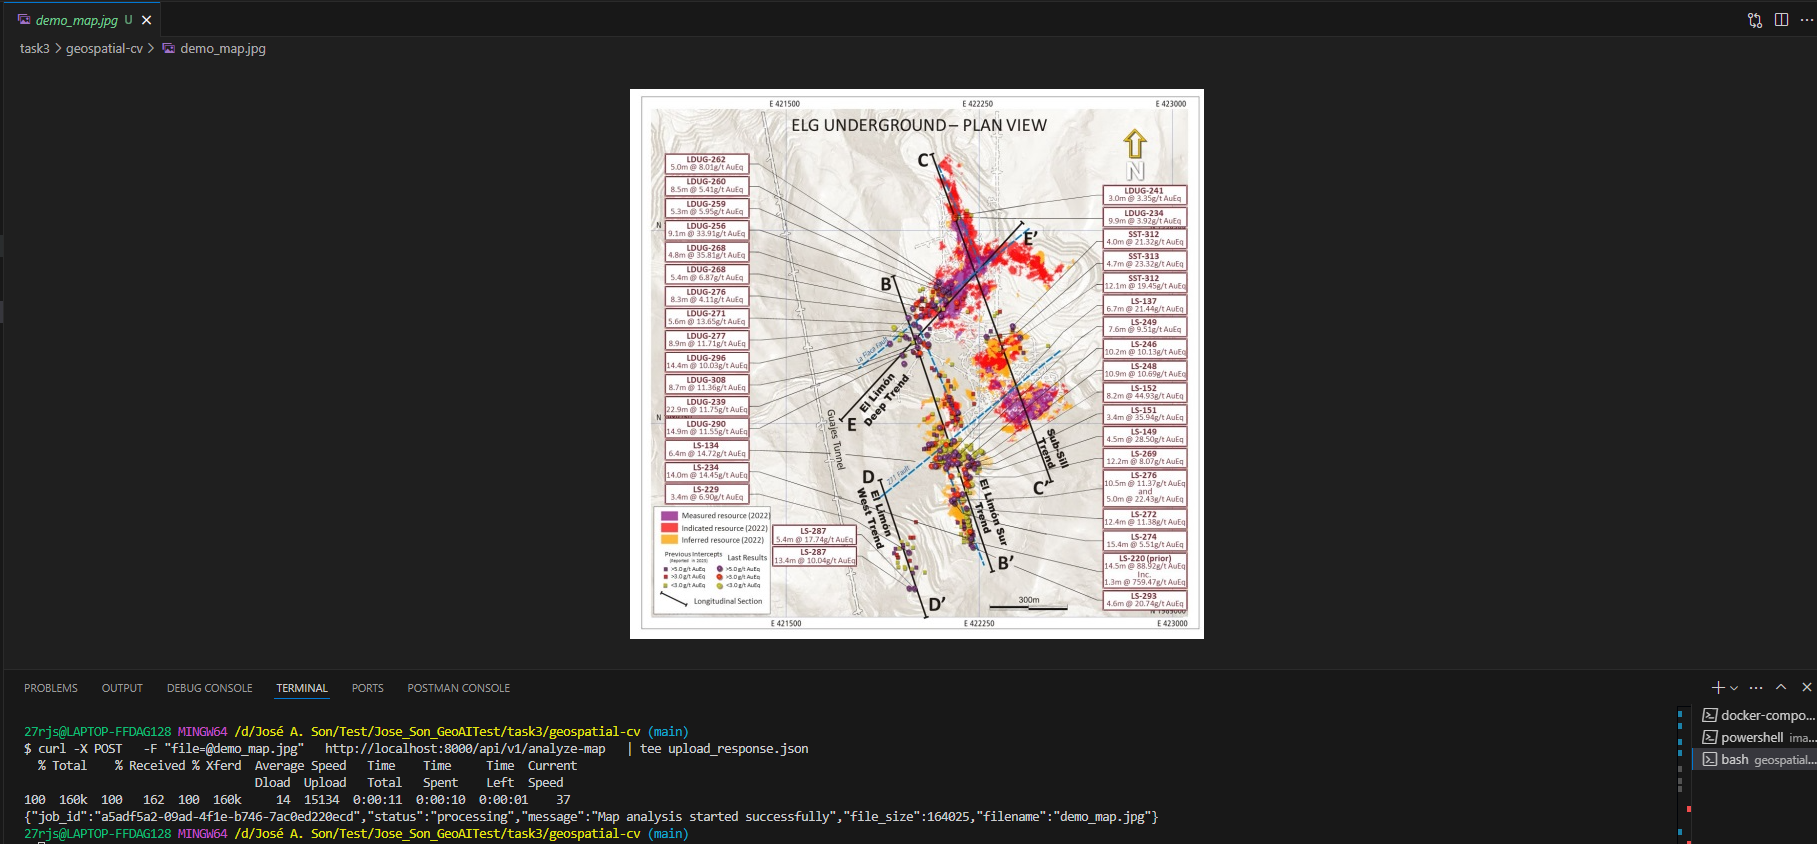 demo_map.jpg U
task3 > geospatial-cv > demo_map.jpg
E 421500 E 422250 E 423000
ELG UNDERGROUND – PLAN VIEW
N
C
E'
B
E
D
C'
B'
D'
LDUG-262
5.0m @ 8.01g/t AuEq
LDUG-260
8.5m @ 5.41g/t AuEq
LDUG-259
5.3m @ 5.95g/t AuEq
LDUG-256
9.1m @ 33.91g/t AuEq
LDUG-268
4.8m @ 35.81g/t AuEq
LDUG-268
5.4m @ 6.87g/t AuEq
LDUG-276
8.3m @ 4.11g/t AuEq
LDUG-271
5.6m @ 13.65g/t AuEq
LDUG-277
8.9m @ 11.71g/t AuEq
LDUG-296
14.4m @ 10.03g/t AuEq
LDUG-308
8.7m @ 11.36g/t AuEq
LDUG-239
22.9m @ 11.75g/t AuEq
LDUG-290
14.9m @ 11.55g/t AuEq
LS-134
6.4m @ 14.72g/t AuEq
LS-234
14.0m @ 14.45g/t AuEq
LS-229
3.4m @ 6.90g/t AuEq
N
N
La Flaca Fault
El Limón
Deep Trend
Guajes Tunnel
Sub-Sill
Trend
271 Fault
El Limón
West Trend
El Limón Sur
Trend
LS-287
5.4m @ 17.74g/t AuEq
LS-287
13.4m @ 10.04g/t AuEq
LDUG-241
3.0m @ 3.35g/t AuEq
LDUG-234
9.9m @ 3.92g/t AuEq
SST-312
4.0m @ 21.32g/t AuEq
SST-313
4.7m @ 23.32g/t AuEq
SST-312
12.1m @ 19.45g/t AuEq
LS-137
6.7m @ 21.44g/t AuEq
LS-249
7.6m @ 9.51g/t AuEq
LS-246
10.2m @ 10.13g/t AuEq
LS-248
10.9m @ 10.69g/t AuEq
LS-152
8.2m @ 44.93g/t AuEq
LS-151
3.4m @ 35.94g/t AuEq
LS-149
4.5m @ 28.50g/t AuEq
LS-269
12.2m @ 8.07g/t AuEq
LS-276
10.5m @ 11.37g/t AuEq
and
5.0m @ 22.43g/t AuEq
LS-272
12.4m @ 11.38g/t AuEq
LS-274
15.4m @ 5.51g/t AuEq
LS-220 (prior)
14.5m @ 88.92g/t AuEq
Inc.
1.3m @ 759.47g/t AuEq
LS-293
4.6m @ 20.74g/t AuEq
Measured resource (2022)
Indicated resource (2022)
Inferred resource (2022)
Previous Intercepts Last Results
>5.0 g/t AuEq >5.0g/t AuEq
>3.0 g/t AuEq >5.0g/t AuEq
<3.0 g/t AuEq <3.0g/t AuEq
Longitudinal Section
300m
E 421500 E 422250 E 423000
PROBLEMS OUTPUT DEBUG CONSOLE TERMINAL PORTS POSTMAN CONSOLE
docker-compo...
powershell ima...
bash geospatial...
27rjs@LAPTOP-FFDAG128 MINGW64 /d/José A. Son/Test/Jose_Son_GeoAITest/task3/geospatial-cv (main)
$ curl -X POST -F "file=@demo_map.jpg" http://localhost:8000/api/v1/analyze-map | tee upload_response.json
% Total % Received % Xferd Average Speed Time Time Time Current
Dload Upload Total Spent Left Speed
100 160k 100 162 100 160k 14 15134 0:00:11 0:00:10 0:00:01 37
{"job_id":"a5adf5a2-09ad-4f1e-b746-7ac0ed220ecd","status":"processing","message":"Map analysis started successfully","file_size":164025,"filename":"demo_map.jpg"}
27rjs@LAPTOP-FFDAG128 MINGW64 /d/José A. Son/Test/Jose_Son_GeoAITest/task3/geospatial-cv (main)